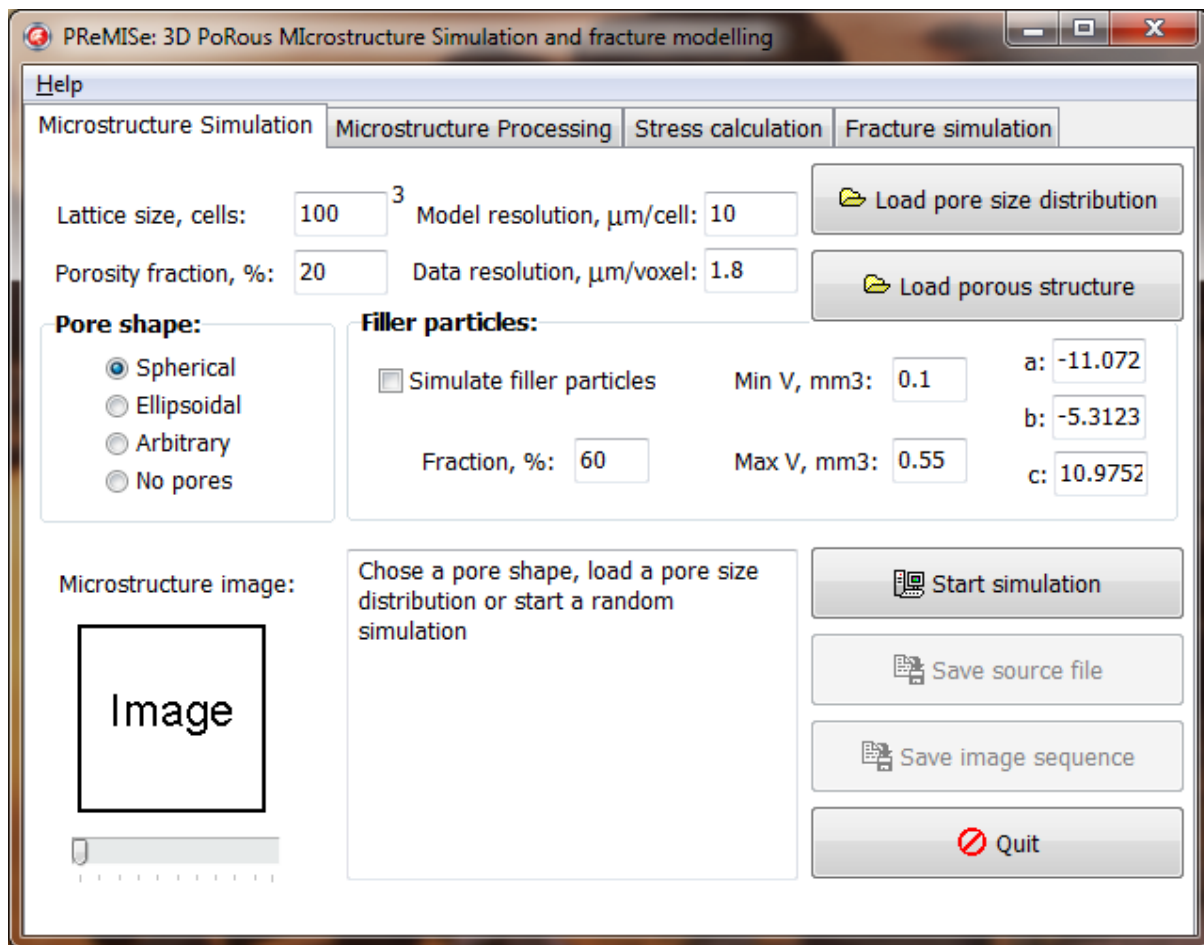 PReMISe: 3D PoRous MIcrostructure Simulation and fracture modelling
Help
Microstructure Simulation
Microstructure Processing
Stress calculation
Fracture simulation
Lattice size, cells: 100 3
Model resolution, μm/cell: 10
Load pore size distribution
Porosity fraction, %: 20
Data resolution, μm/voxel: 1.8
Load porous structure
Pore shape:
Spherical
Ellipsoidal
Arbitrary
No pores
Filler particles:
Simulate filler particles
Min V, mm3: 0.1
a: -11.072
b: -5.3123
Fraction, %: 60
Max V, mm3: 0.55
c: 10.9752
Microstructure image:
Image
Chose a pore shape, load a pore size
distribution or start a random
simulation
Start simulation
Save source file
Save image sequence
Quit